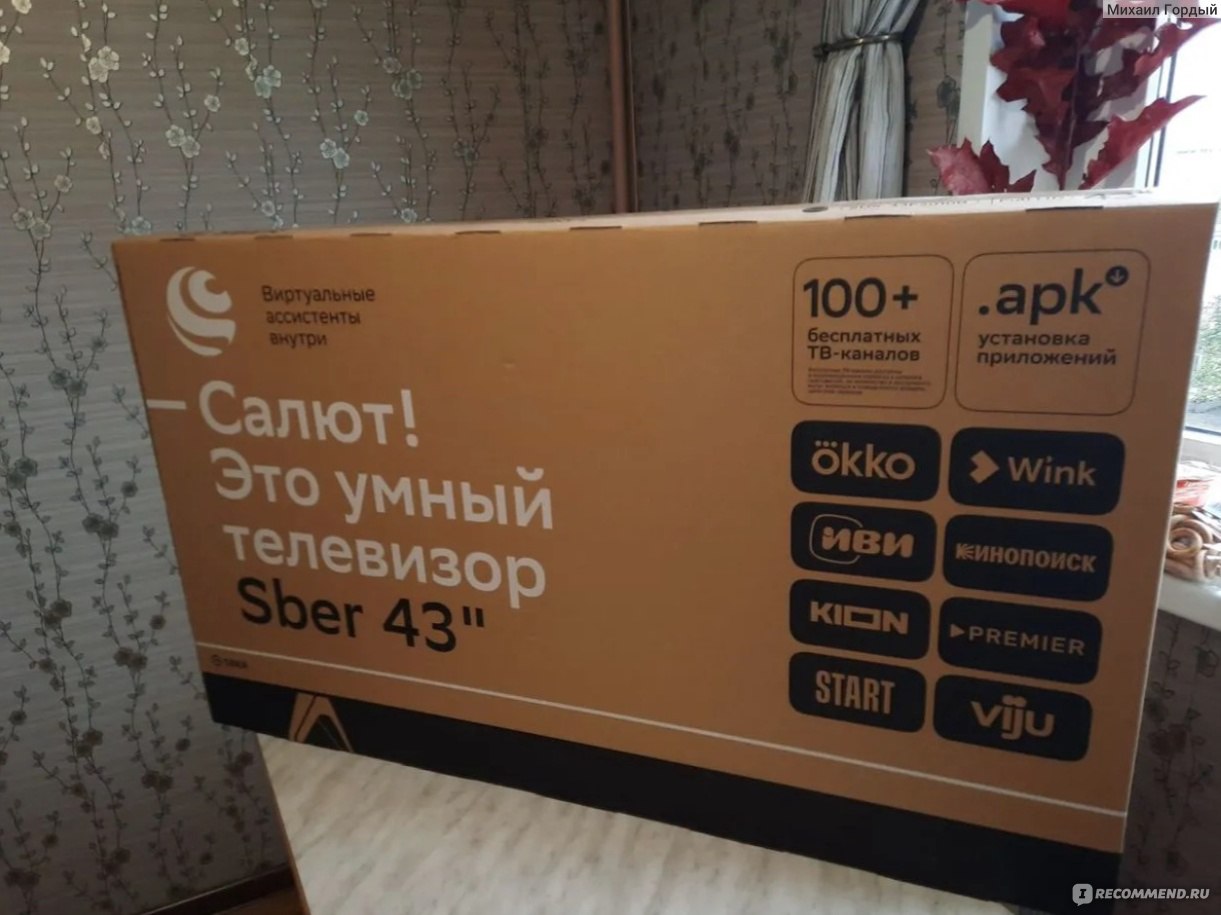 Михаил Гордый
Виртуальные
ассистенты
внутри
— Салют!
Это умный
телевизор
Sber 43"
100+
бесплатных
ТВ-каналов
.apk
установка
приложений
ökko
Wink
иви
КИНОПОИСК
KION
PREMIER
START
viju
IRECOMMEND.RU